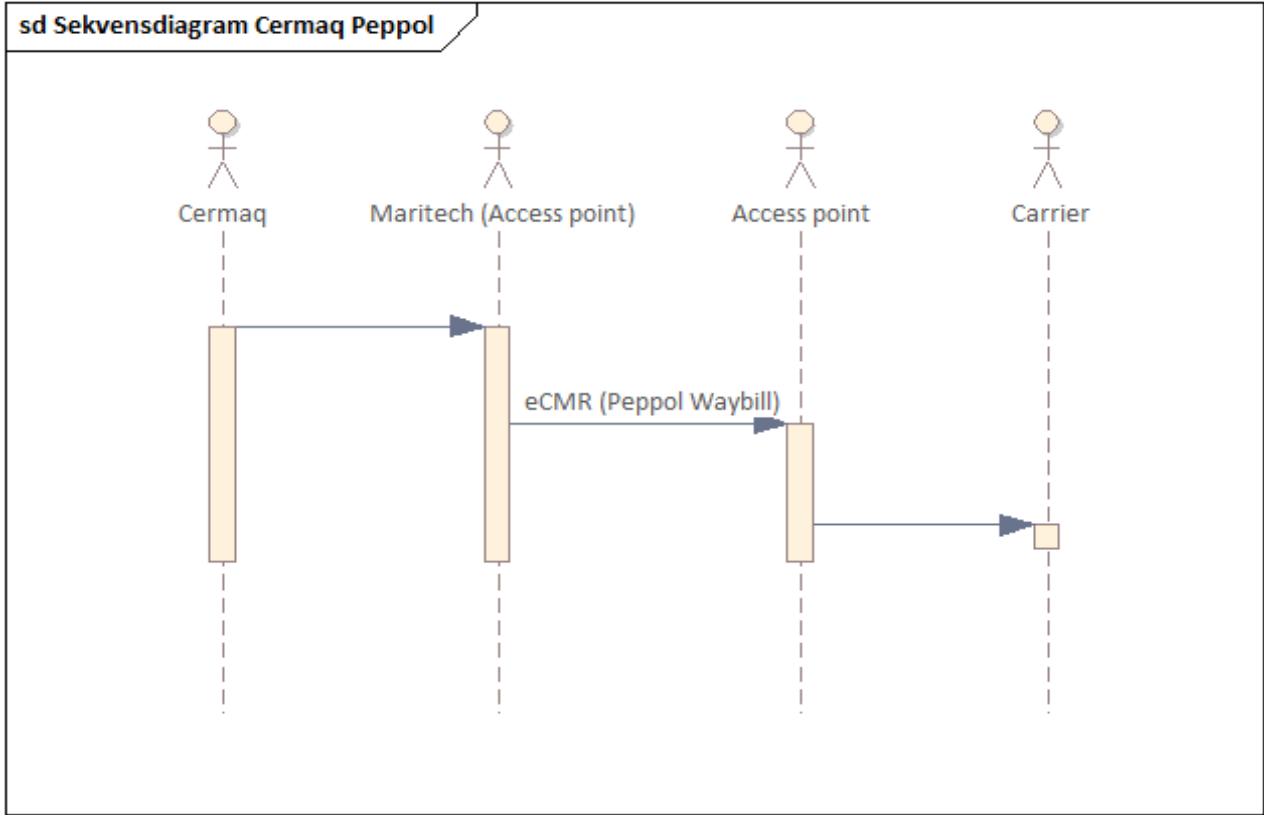 sd Sekvensdiagram Cermaq Peppol
Cermaq
Maritech (Access point)
Access point
Carrier
eCMR (Peppol Waybill)